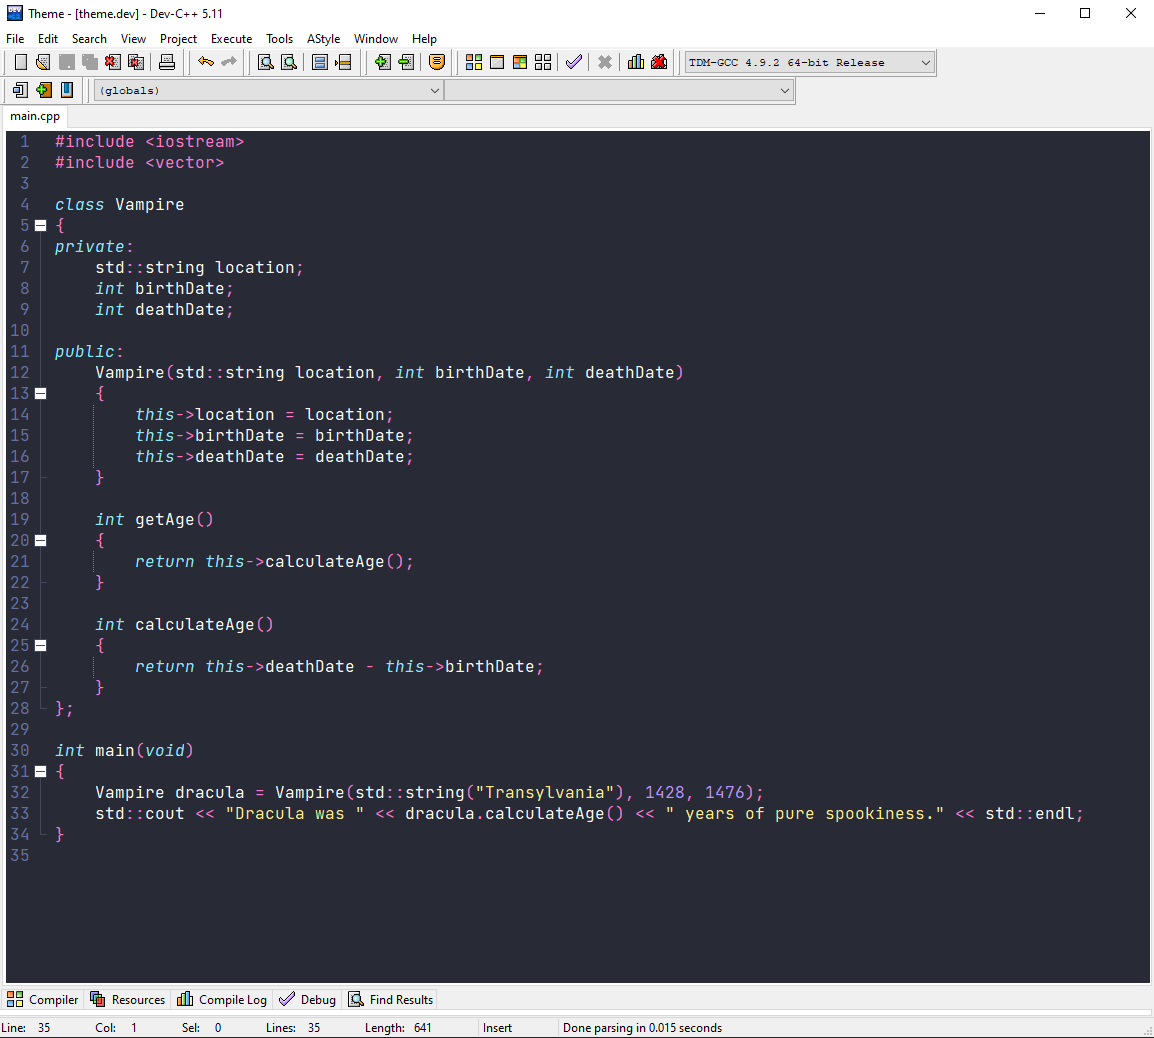 Theme - [theme.dev] - Dev-C++ 5.11
File Edit Search View Project Execute Tools AStyle Window Help
TDM-GCC 4.9.2 64-bit Release
(globals)
main.cpp
1 #include <iostream>
2 #include <vector>
3
4 class Vampire
5 {
6 private:
7     std::string location;
8     int birthDate;
9     int deathDate;
10
11 public:
12     Vampire(std::string location, int birthDate, int deathDate)
13     {
14         this->location = location;
15         this->birthDate = birthDate;
16         this->deathDate = deathDate;
17     }
18
19     int getAge()
20     {
21         return this->calculateAge();
22     }
23
24     int calculateAge()
25     {
26         return this->deathDate - this->birthDate;
27     }
28 };
29
30 int main(void)
31 {
32     Vampire dracula = Vampire(std::string("Transylvania"), 1428, 1476);
33     std::cout << "Dracula was " << dracula.calculateAge() << " years of pure spookiness." << std::endl;
34 }
35
Compiler Resources Compile Log Debug Find Results
Line: 35 Col: 1 Sel: 0 Lines: 35 Length: 641 Insert Done parsing in 0.015 seconds